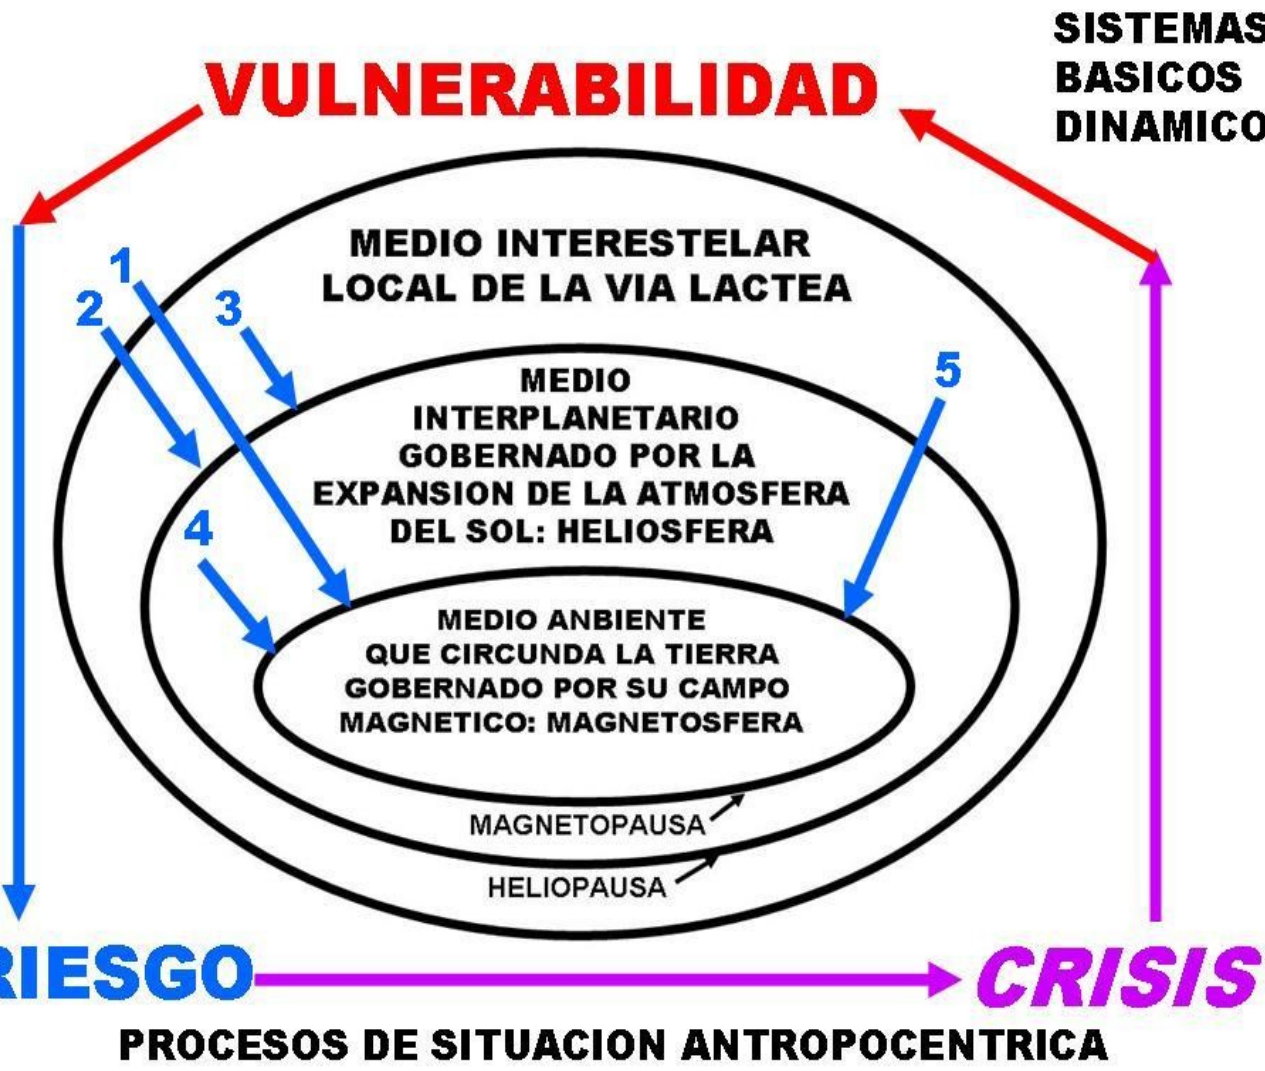 SISTEMAS
BASICOS
DINAMICO
VULNERABILIDAD
MEDIO INTERESTELAR
LOCAL DE LA VIA LACTEA
1
2
3
MEDIO
INTERPLANETARIO
GOBERNADO POR LA
EXPANSION DE LA ATMOSFERA
DEL SOL: HELIOSFERA
5
4
MEDIO ANBIENTE
QUE CIRCUNDA LA TIERRA
GOBERNADO POR SU CAMPO
MAGNETICO: MAGNETOSFERA
MAGNETOPAUSA
HELIOPAUSA
RIESGO
CRISIS
PROCESOS DE SITUACION ANTROPOCENTRICA